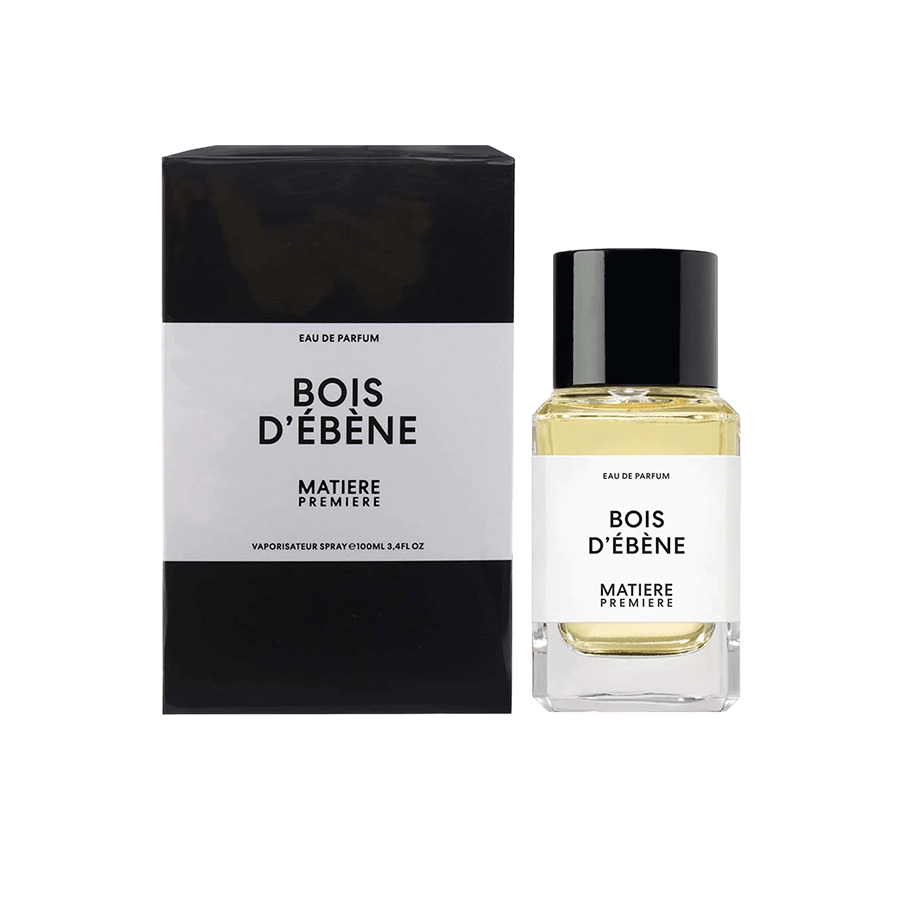 EAU DE PARFUM
BOIS
D'ÉBÈNE
MATIERE
PREMIERE
VAPORISATEUR SPRAY ℮100ML 3,4FL OZ
EAU DE PARFUM
BOIS
D'ÉBÈNE
MATIERE
PREMIERE